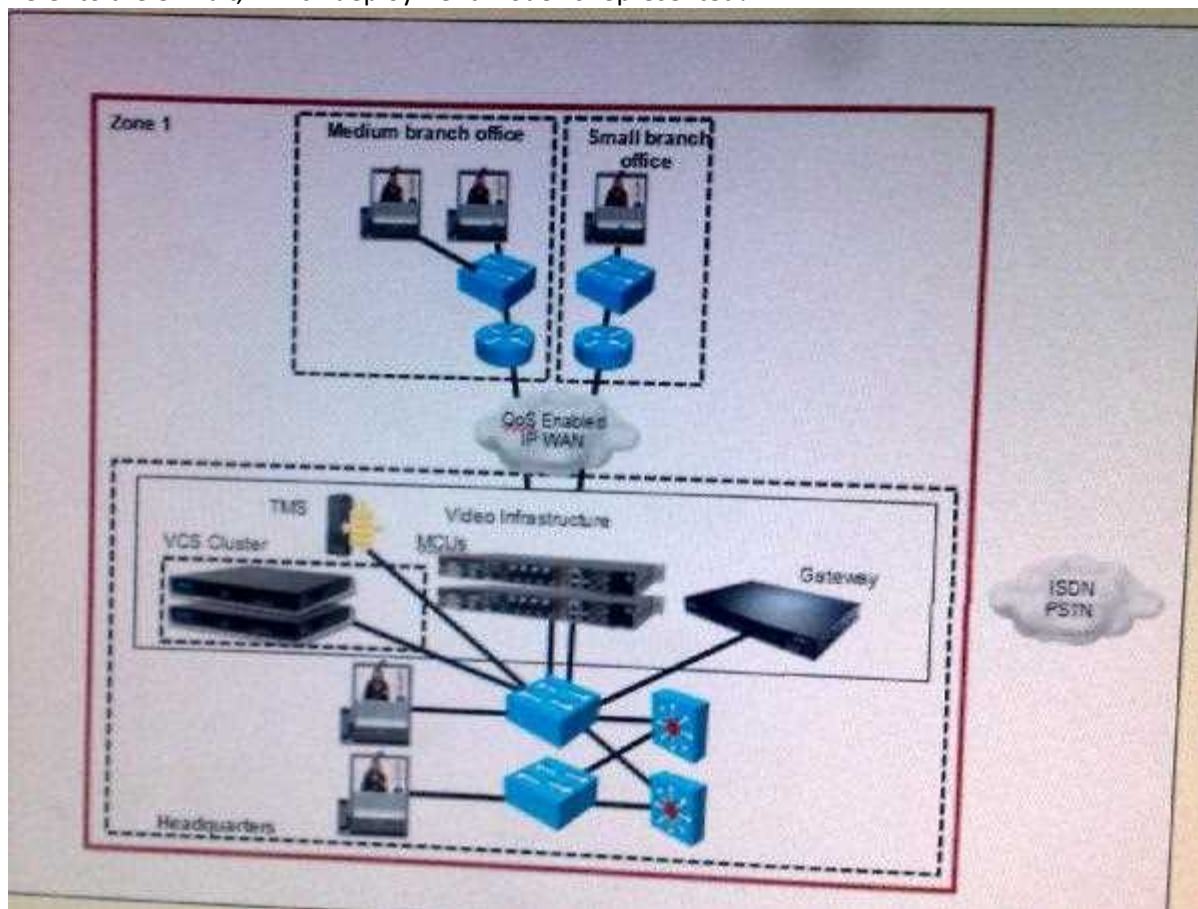 Zone 1
Medium branch office
Small branch
office
QoS Enabled
IP WAN
TMS
Video Infrastructure
VCS Cluster
MCUs
Gateway
ISDN
PSTN
Headquarters